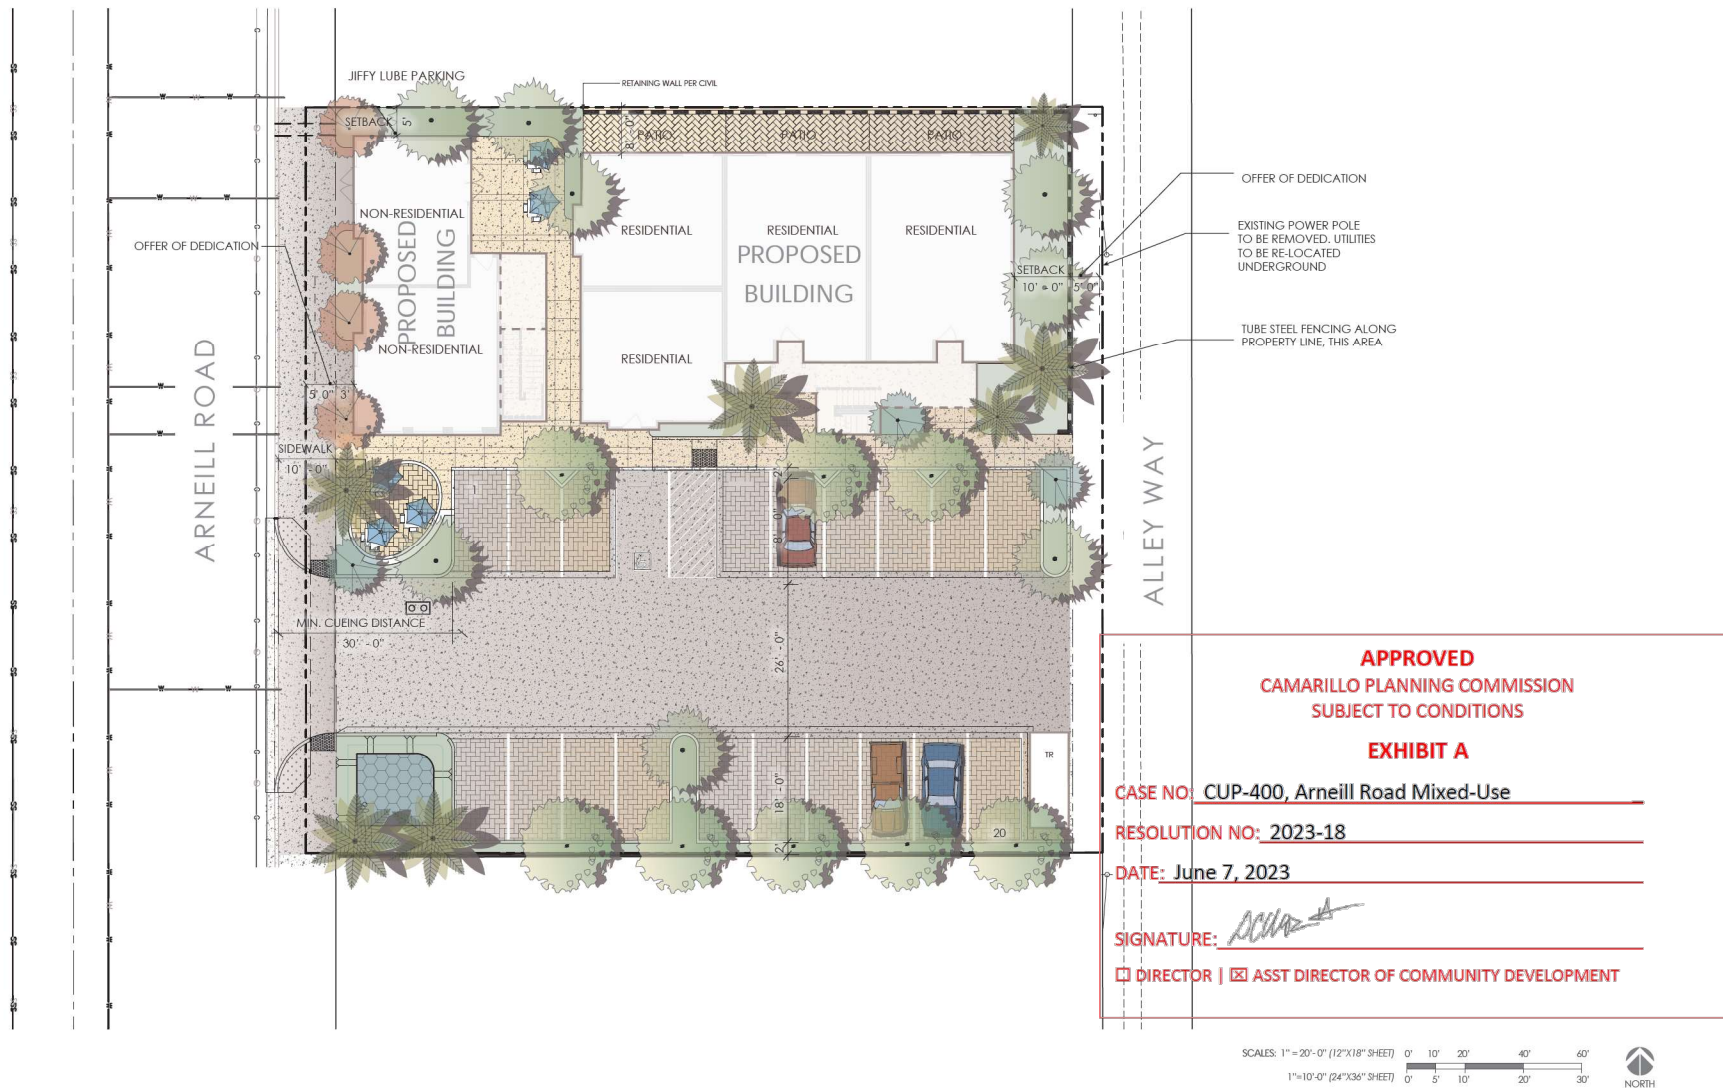 JIFFY LUBE PARKING
RETAINING WALL PER CIVIL
SETBACK
5'
8' - 0"
PATIO
PATIO
PATIO
OFFER OF DEDICATION
NON-RESIDENTIAL
PROPOSED
BUILDING
RESIDENTIAL
RESIDENTIAL
RESIDENTIAL
PROPOSED
BUILDING
EXISTING POWER POLE
TO BE REMOVED. UTILITIES
TO BE RE-LOCATED
UNDERGROUND
OFFER OF DEDICATION
SETBACK
10' - 0"
5'-0"
TUBE STEEL FENCING ALONG
PROPERTY LINE, THIS AREA
NON-RESIDENTIAL
RESIDENTIAL
ARNEILL ROAD
5' 0"
3'
SIDEWALK
10' - 0"
ALLEY WAY
1
2'
MIN. CUEING DISTANCE
30' - 0"
26' - 0"
18' - 0"
2'
20
TR
APPROVED
CAMARILLO PLANNING COMMISSION
SUBJECT TO CONDITIONS
EXHIBIT A
CASE NO: CUP-400, Arneill Road Mixed-Use
RESOLUTION NO: 2023-18
DATE: June 7, 2023
SIGNATURE:
DIRECTOR | ☒ ASST DIRECTOR OF COMMUNITY DEVELOPMENT
SCALES: 1" = 20'- 0" (12"X18" SHEET) 0' 10' 20' 40' 60'
1"=10'-0" (24"X36" SHEET) 0' 5' 10' 20' 30'
NORTH